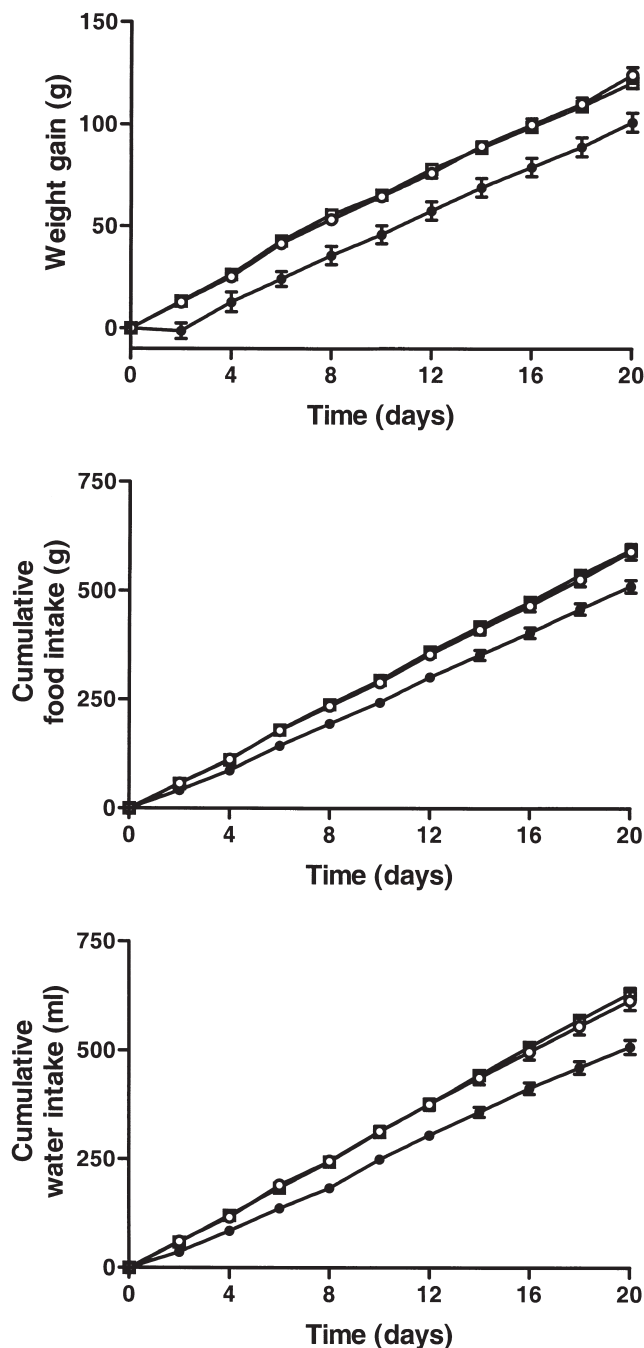 150
100
50
0
Weight gain (g)
0 4 8 12 16 20
Time (days)
750
500
250
0
Cumulative
food intake (g)
0 4 8 12 16 20
Time (days)
750
500
250
0
Cumulative
water intake (ml)
0 4 8 12 16 20
Time (days)